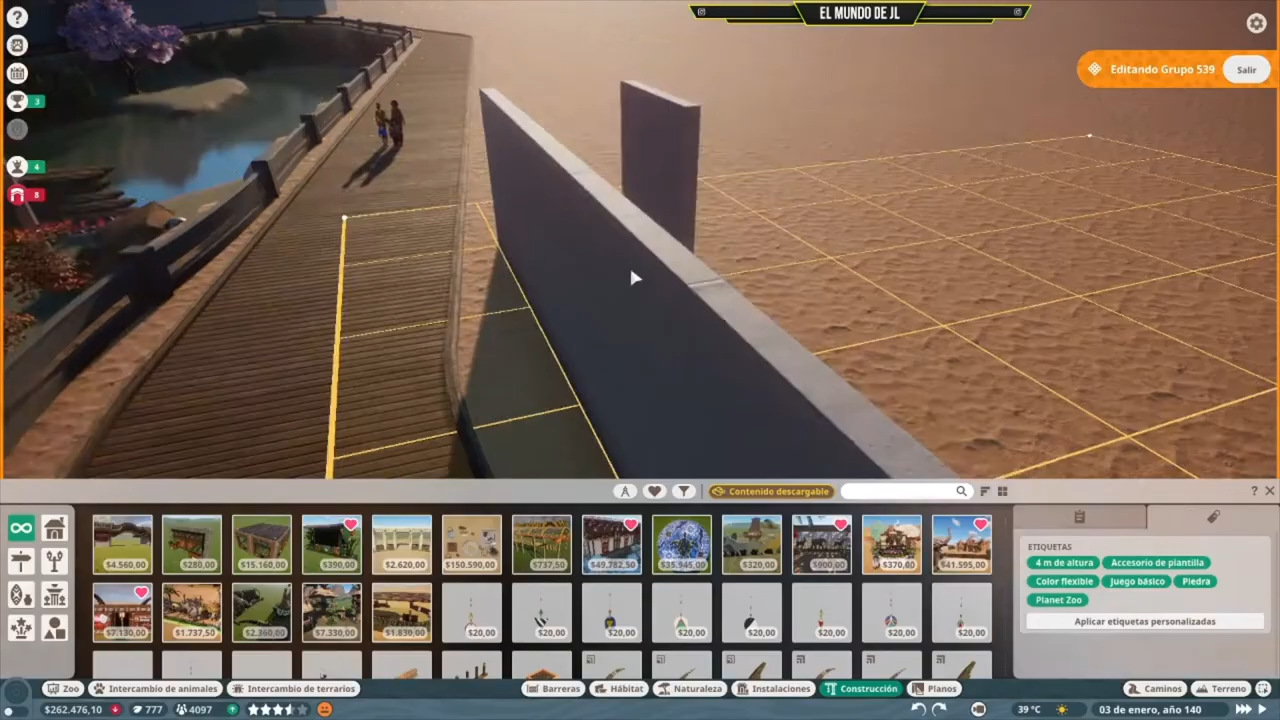 ?
EL MUNDO DE JL
Editando Grupo 539
Salir
3
4
8
Contenido descargable
?
$4.560,00
$280,00
$15.160,00
$390,00
$2.620,00
$150.590,00
$737,50
$49.782,50
$35.945,00
$320,00
$900,00
$370,00
$41.595,00
$7.130,00
$1.737,50
$2.360,00
$7.330,00
$1.830,00
$20,00
$20,00
$20,00
$20,00
$20,00
$20,00
$20,00
$20,00
ETIQUETAS
4 m de altura
Accesorio de plantilla
Color flexible
Juego básico
Piedra
Planet Zoo
Aplicar etiquetas personalizadas
Zoo
Intercambio de animales
Intercambio de terrarios
Barreras
Hábitat
Naturaleza
Instalaciones
Construcción
Planos
Caminos
Terreno
$262.476,10
777
4097
39 °C
03 de enero, año 140